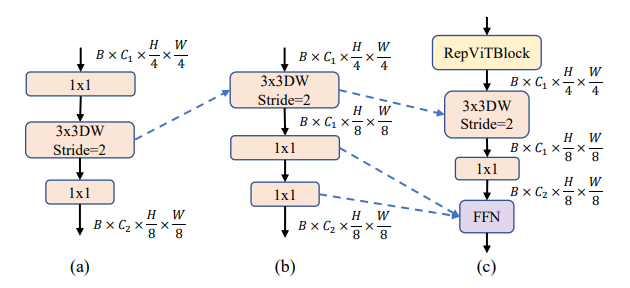 B × C₁ × H/4 × W/4
1x1
3x3DW
Stride=2
1x1
B × C₂ × H/8 × W/8
(a)
B × C₁ × H/4 × W/4
3x3DW
Stride=2
B × C₁ × H/8 × W/8
1x1
1x1
B × C₂ × H/8 × W/8
(b)
RepViTBlock
B × C₁ × H/4 × W/4
3x3DW
Stride=2
B × C₁ × H/8 × W/8
1x1
B × C₂ × H/8 × W/8
FFN
(c)